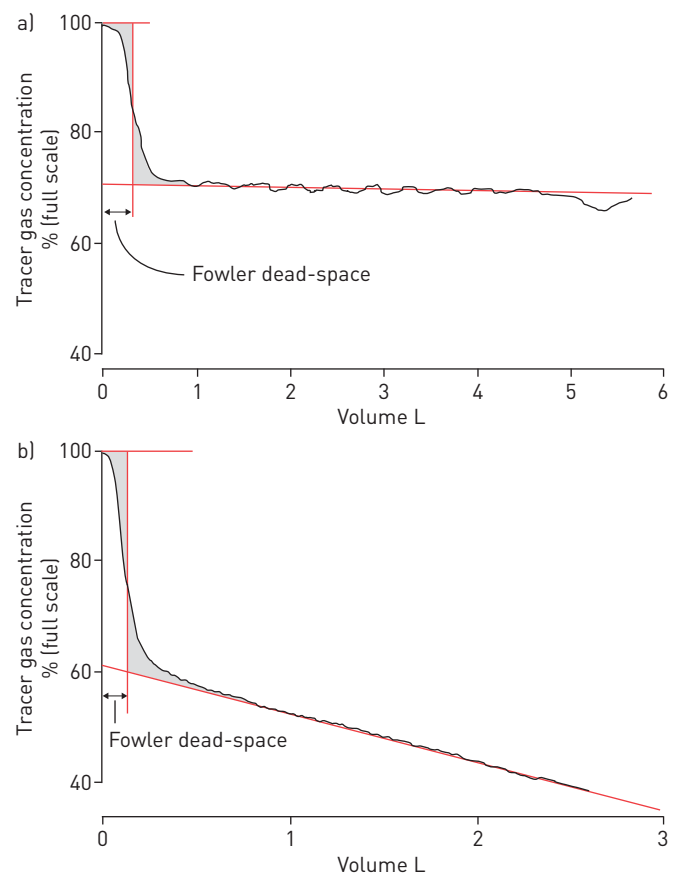 a)
Tracer gas concentration
% (full scale)
100
80
60
40
Fowler dead-space
0 1 2 3 4 5 6
Volume L
b)
Tracer gas concentration
% (full scale)
100
80
60
40
Fowler dead-space
0 1 2 3
Volume L